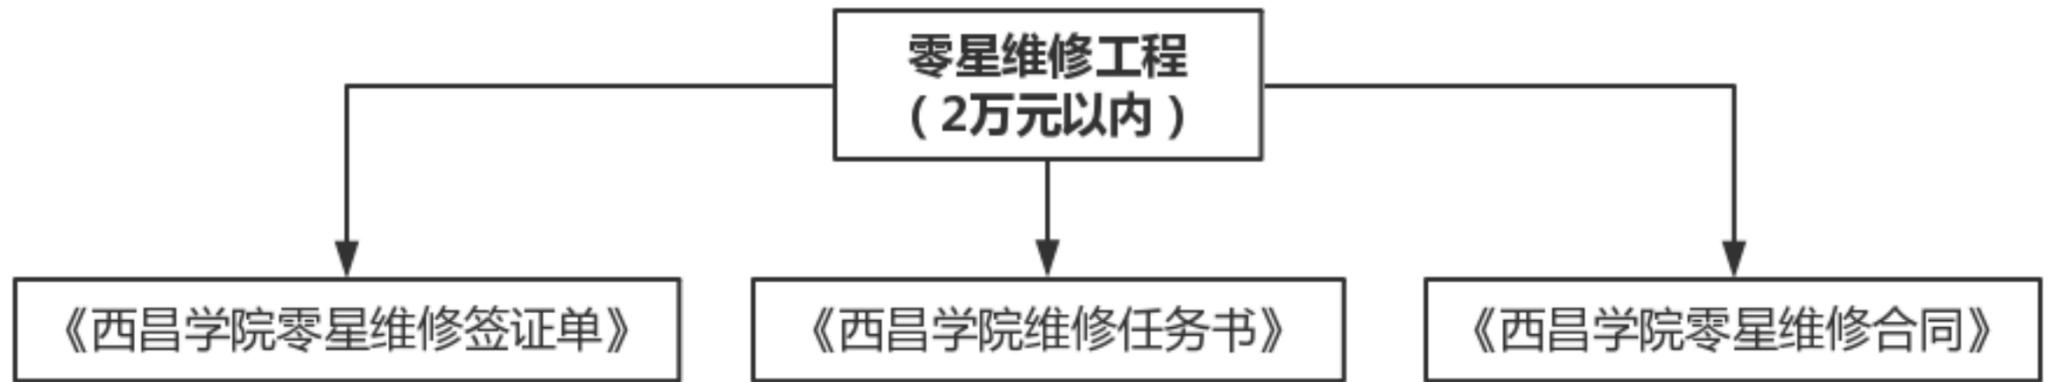 零星维修工程
（2万元以内）
《西昌学院零星维修签证单》
《西昌学院维修任务书》
《西昌学院零星维修合同》